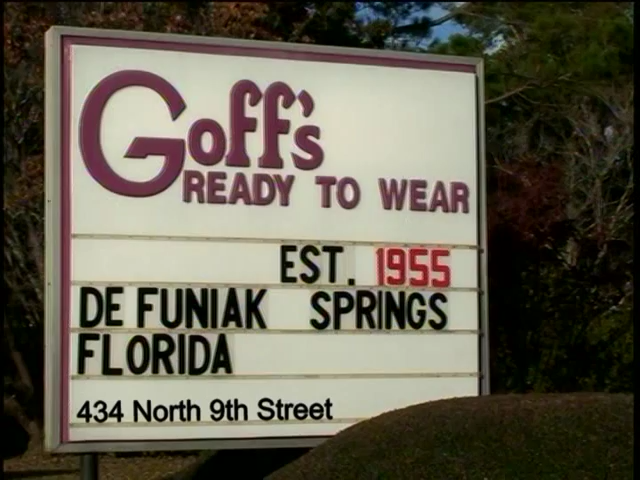 Goff's
READY TO WEAR
EST. 1955
DE FUNIAK SPRINGS
FLORIDA
434 North 9th Street